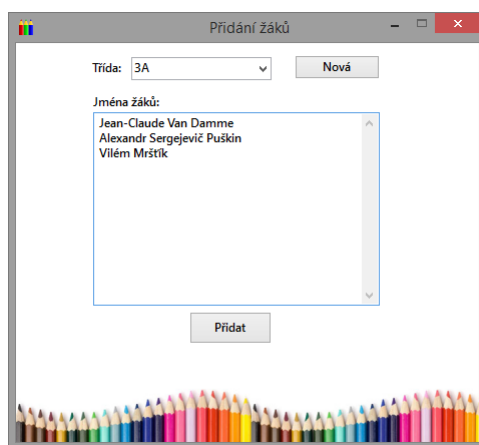 Přidání žáků
Třída: 3A Nová
Jména žáků:
Jean-Claude Van Damme
Alexandr Sergejevič Puškin
Vilém Mrštík
Přidat